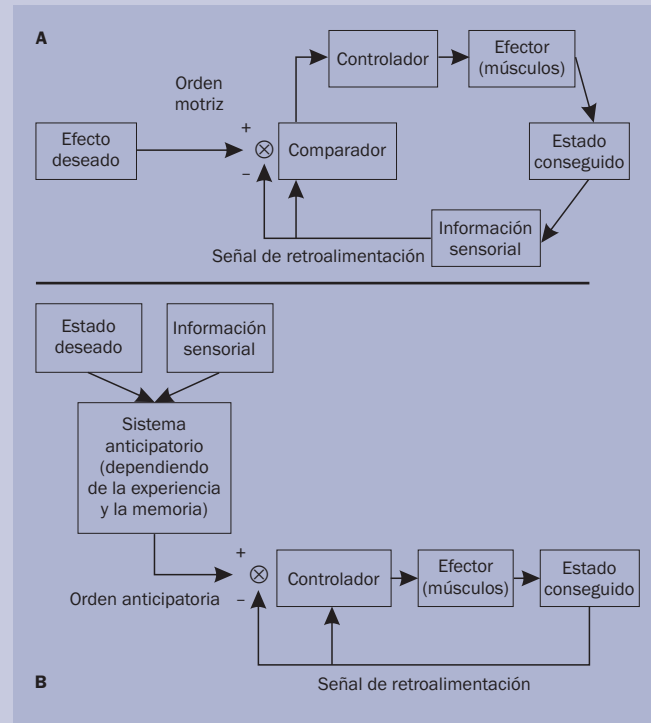 A
Controlador
Efector
(músculos)
Orden
motriz
Efecto
deseado
+
⊗
−
Comparador
Estado
conseguido
Información
sensorial
Señal de retroalimentación
Estado
deseado
Información
sensorial
Sistema
anticipatorio
(dependiendo
de la experiencia
y la memoria)
+
⊗
−
Orden anticipatoria
Controlador
Efector
(músculos)
Estado
conseguido
B
Señal de retroalimentación